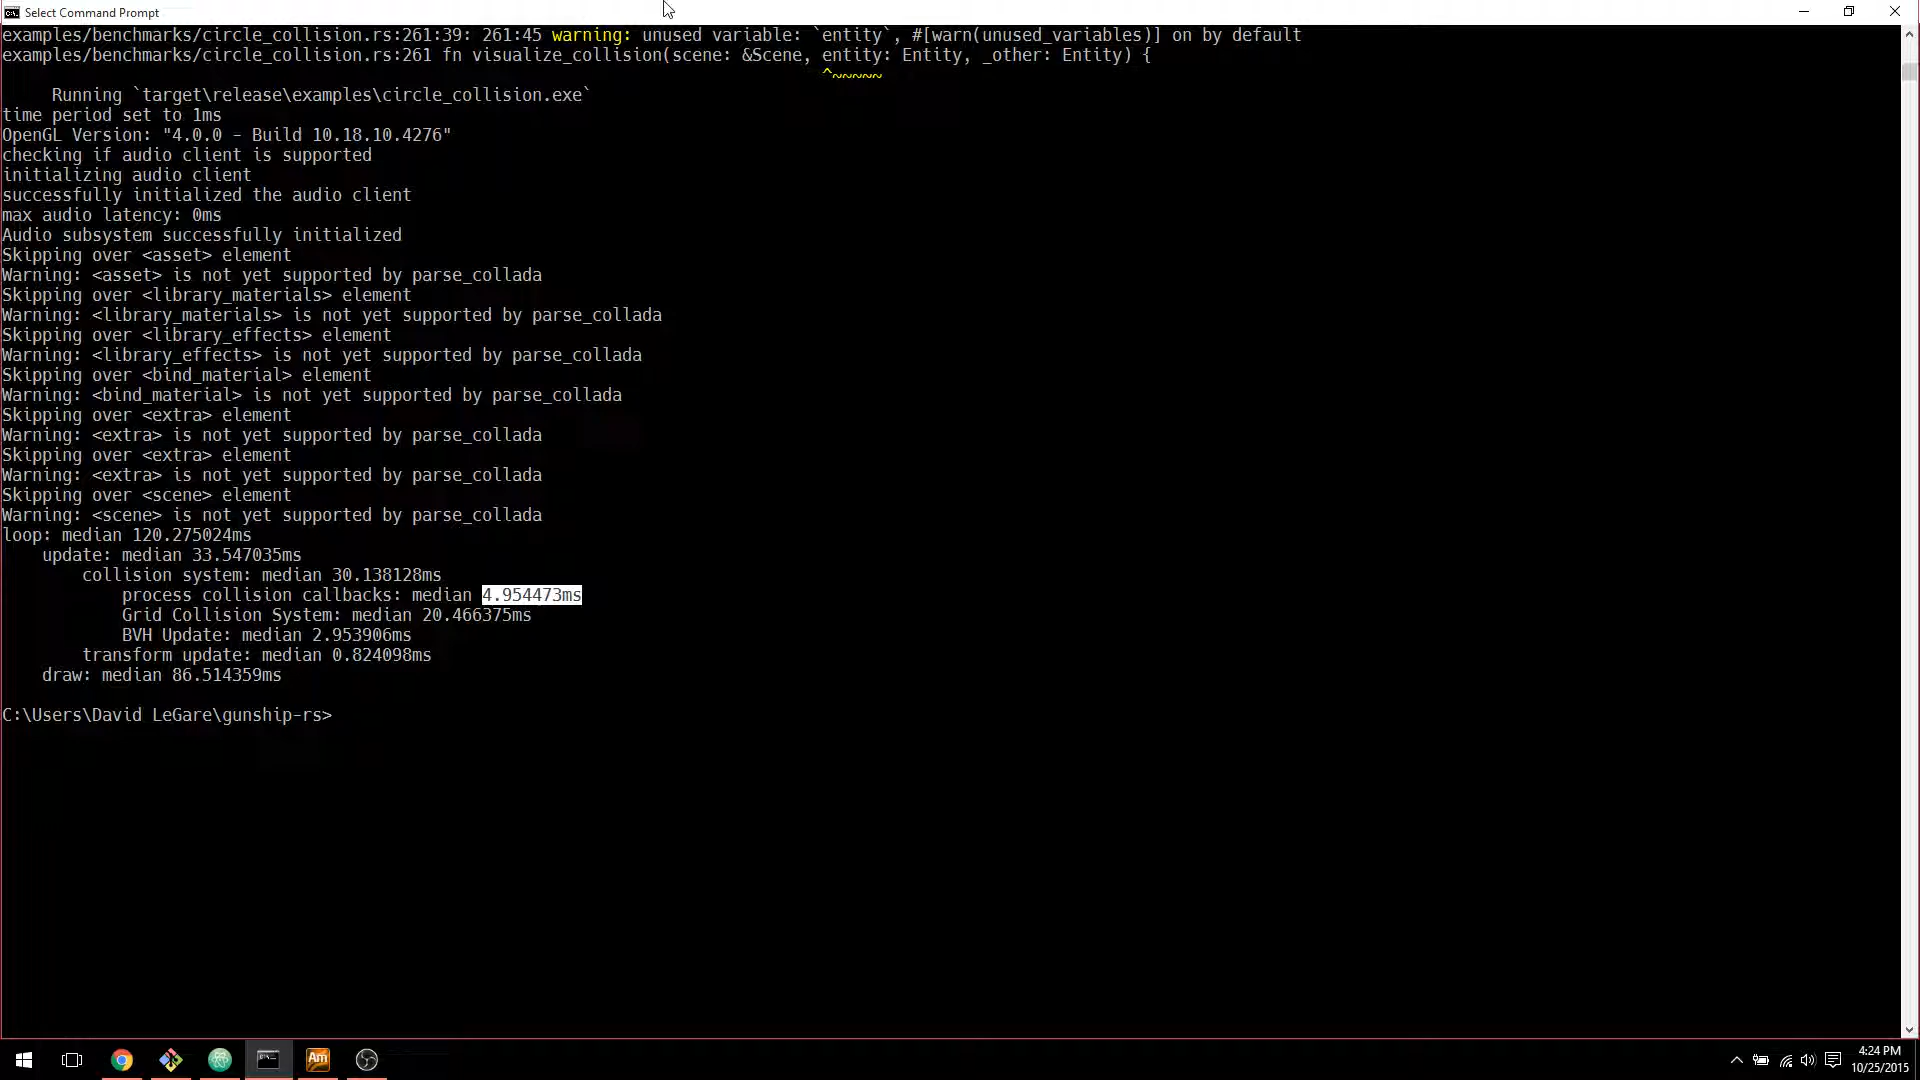 Select Command Prompt
examples/benchmarks/circle_collision.rs:261:39: 261:45 warning: unused variable: `entity`, #[warn(unused_variables)] on by default
examples/benchmarks/circle_collision.rs:261 fn visualize_collision(scene: &Scene, entity: Entity, _other: Entity) {
^~~~~~
Running `target\release\examples\circle_collision.exe`
time period set to 1ms
OpenGL Version: "4.0.0 - Build 10.18.10.4276"
checking if audio client is supported
initializing audio client
successfully initialized the audio client
max audio latency: 0ms
Audio subsystem successfully initialized
Skipping over <asset> element
Warning: <asset> is not yet supported by parse_collada
Skipping over <library_materials> element
Warning: <library_materials> is not yet supported by parse_collada
Skipping over <library_effects> element
Warning: <library_effects> is not yet supported by parse_collada
Skipping over <bind_material> element
Warning: <bind_material> is not yet supported by parse_collada
Skipping over <extra> element
Warning: <extra> is not yet supported by parse_collada
Skipping over <extra> element
Warning: <extra> is not yet supported by parse_collada
Skipping over <scene> element
Warning: <scene> is not yet supported by parse_collada
loop: median 120.275024ms
update: median 33.547035ms
collision system: median 30.138128ms
process collision callbacks: median 4.954473ms
Grid Collision System: median 20.466375ms
BVH Update: median 2.953906ms
transform update: median 0.824098ms
draw: median 86.514359ms
C:\Users\David LeGare\gunship-rs>
Am
4:24 PM
10/25/2015